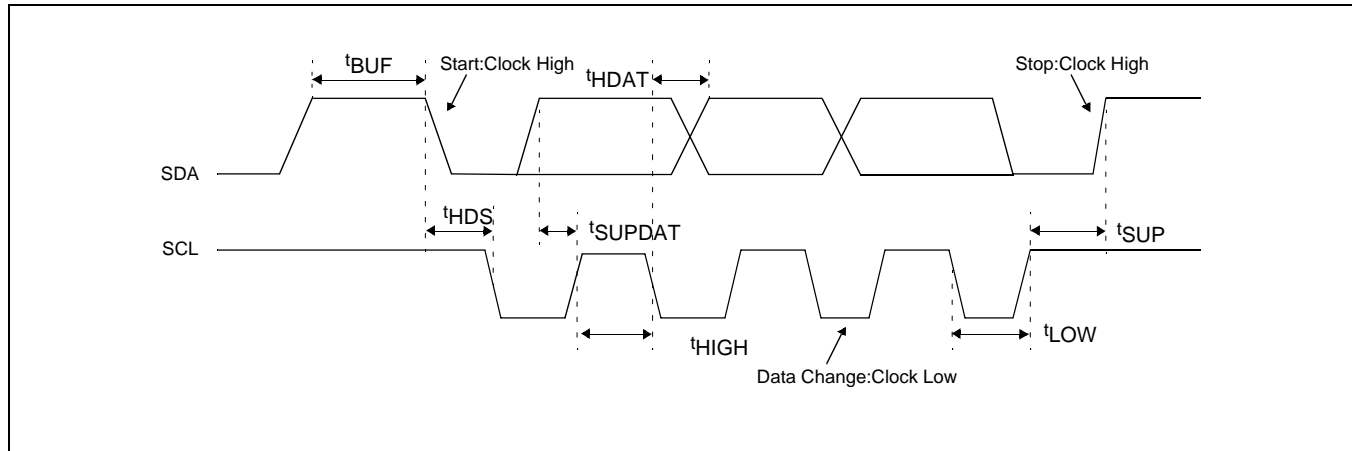 tBUF
Start:Clock High
tHDAT
Stop:Clock High
SDA
tHDS
tSUPDAT
tSUP
SCL
tHIGH
tLOW
Data Change:Clock Low